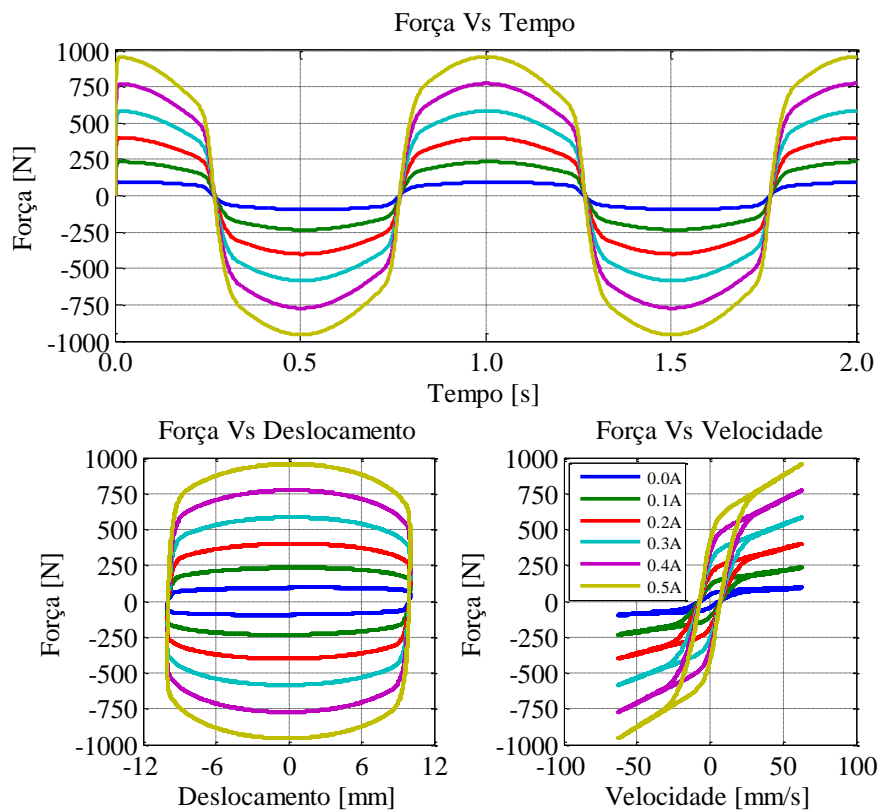 Força Vs Tempo
1000
750
500
250
0
-250
-500
-750
-1000
Força [N]
0.0
0.5
1.0
1.5
2.0
Tempo [s]
Força Vs Deslocamento
1000
750
500
250
0
-250
-500
-750
-1000
Força [N]
-12
-6
0
6
12
Deslocamento [mm]
Força Vs Velocidade
1000
750
500
250
0
-250
-500
-750
-1000
Força [N]
0.0A
0.1A
0.2A
0.3A
0.4A
0.5A
-100
-50
0
50
100
Velocidade [mm/s]